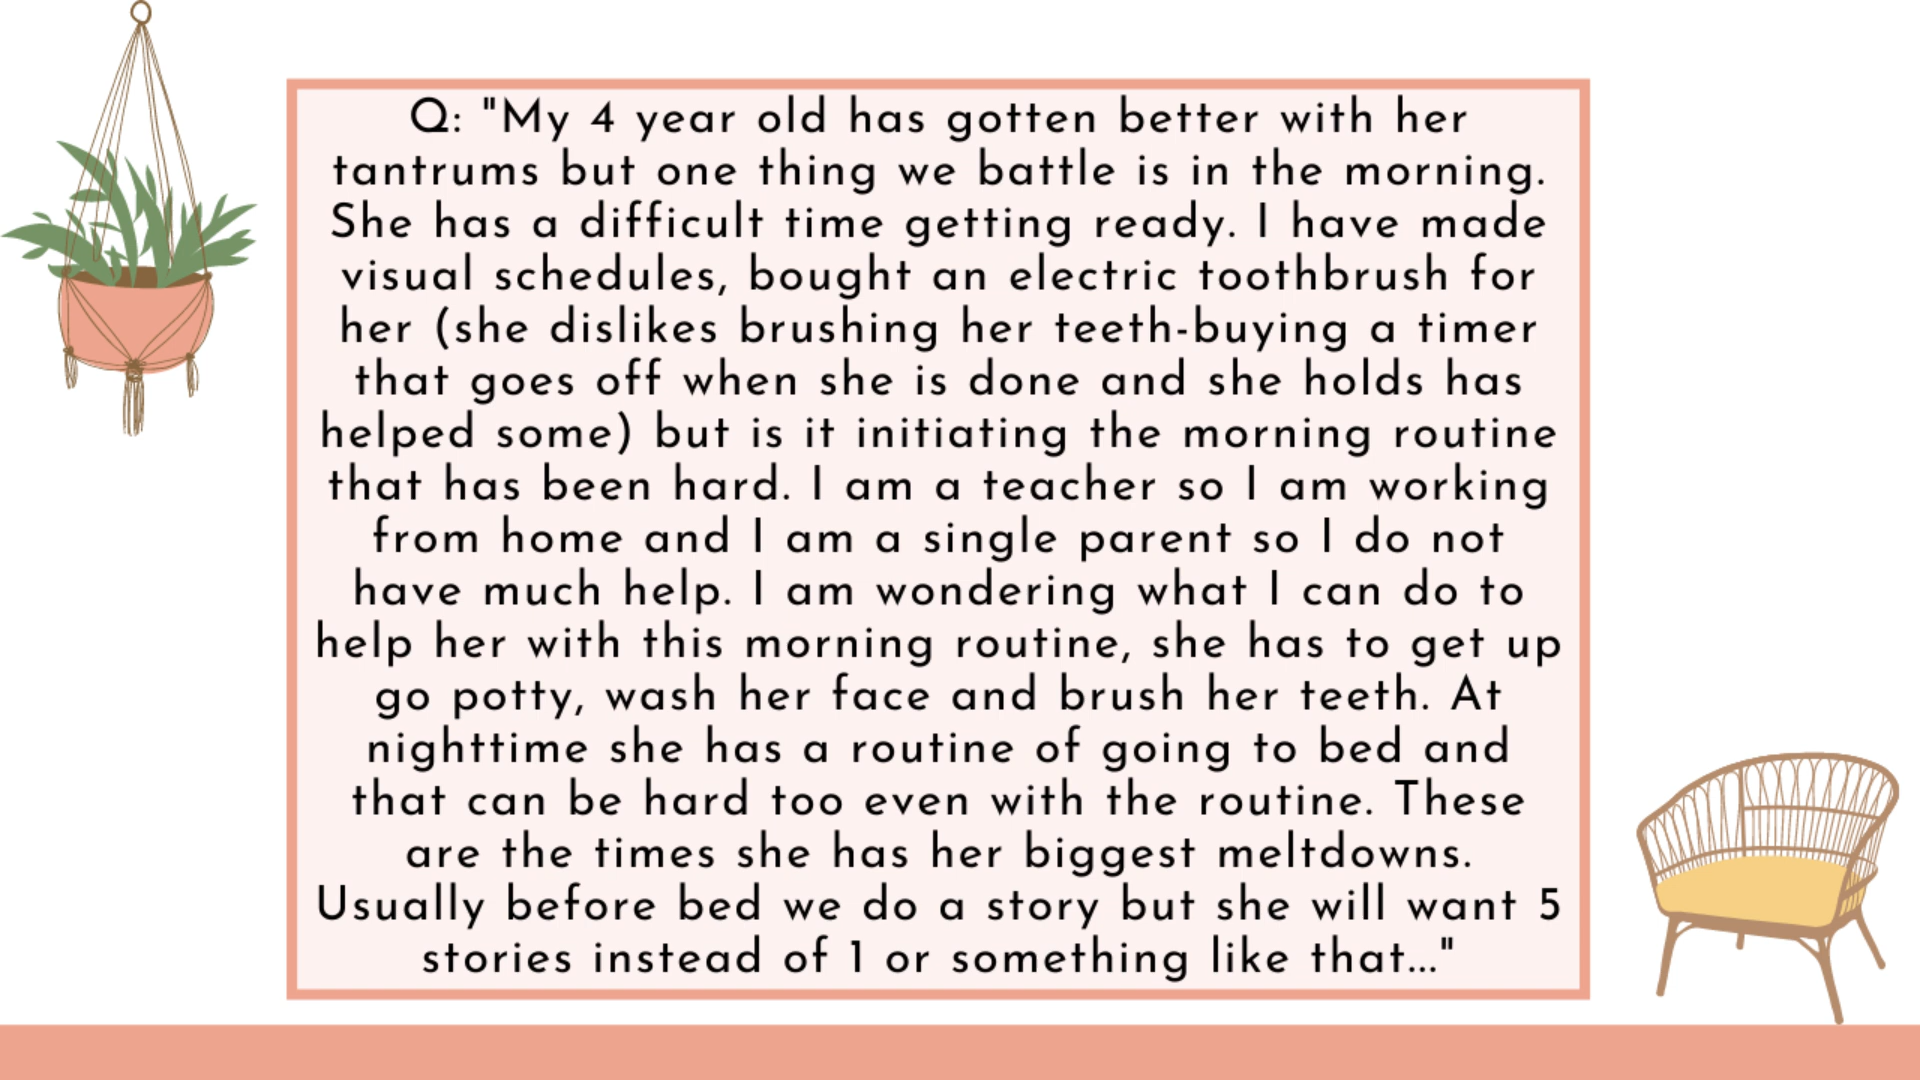 Q: "My 4 year old has gotten better with her
tantrums but one thing we battle is in the morning.
She has a difficult time getting ready. I have made
visual schedules, bought an electric toothbrush for
her (she dislikes brushing her teeth-buying a timer
that goes off when she is done and she holds has
helped some) but is it initiating the morning routine
that has been hard. I am a teacher so I am working
from home and I am a single parent so I do not
have much help. I am wondering what I can do to
help her with this morning routine, she has to get up
go potty, wash her face and brush her teeth. At
nighttime she has a routine of going to bed and
that can be hard too even with the routine. These
are the times she has her biggest meltdowns.
Usually before bed we do a story but she will want 5
stories instead of 1 or something like that..."